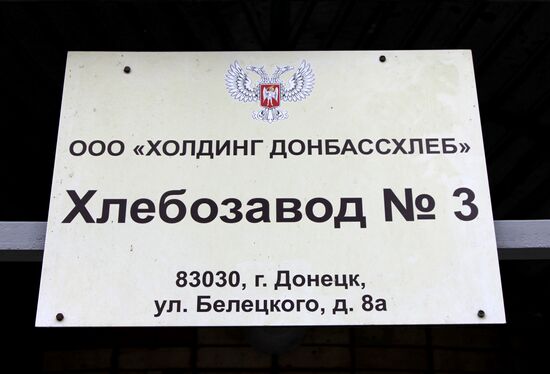 ООО «ХОЛДИНГ ДОНБАССХЛЕБ»
Хлебозавод № 3
83030, г. Донецк,
ул. Белецкого, д. 8а